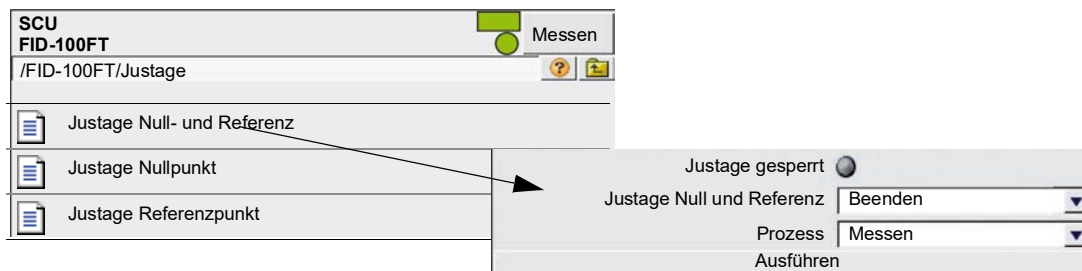 SCU
FID-100FT
Messen
/FID-100FT/Justage
?
Justage Null- und Referenz
Justage Nullpunkt
Justage Referenzpunkt
Justage gesperrt
Justage Null und Referenz Beenden
Prozess Messen
Ausführen